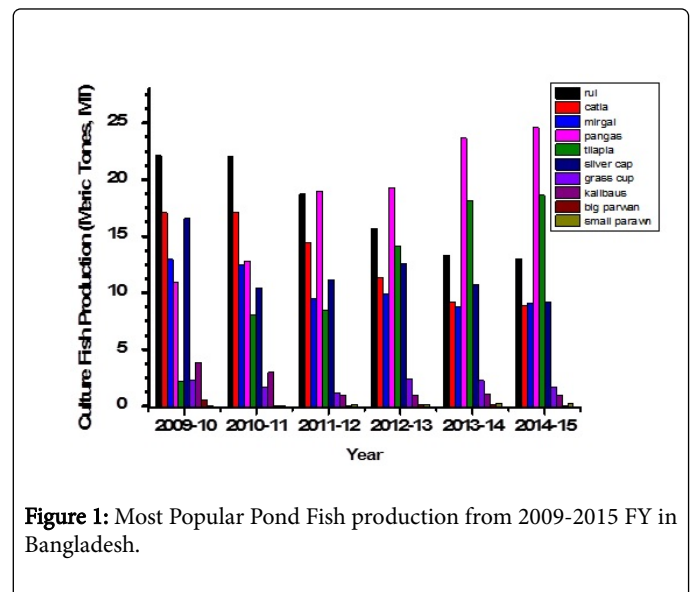 Culture Fish Production (Meric Tones, MT)
25
20
15
10
5
0
rui
catla
mirgal
pangas
tilapia
silver cap
grass cup
kalibaus
big parwan
small parawn
2009-10 2010-11 2011-12 2012-13 2013-14 2014-15
Year
Figure 1: Most Popular Pond Fish production from 2009-2015 FY in
Bangladesh.